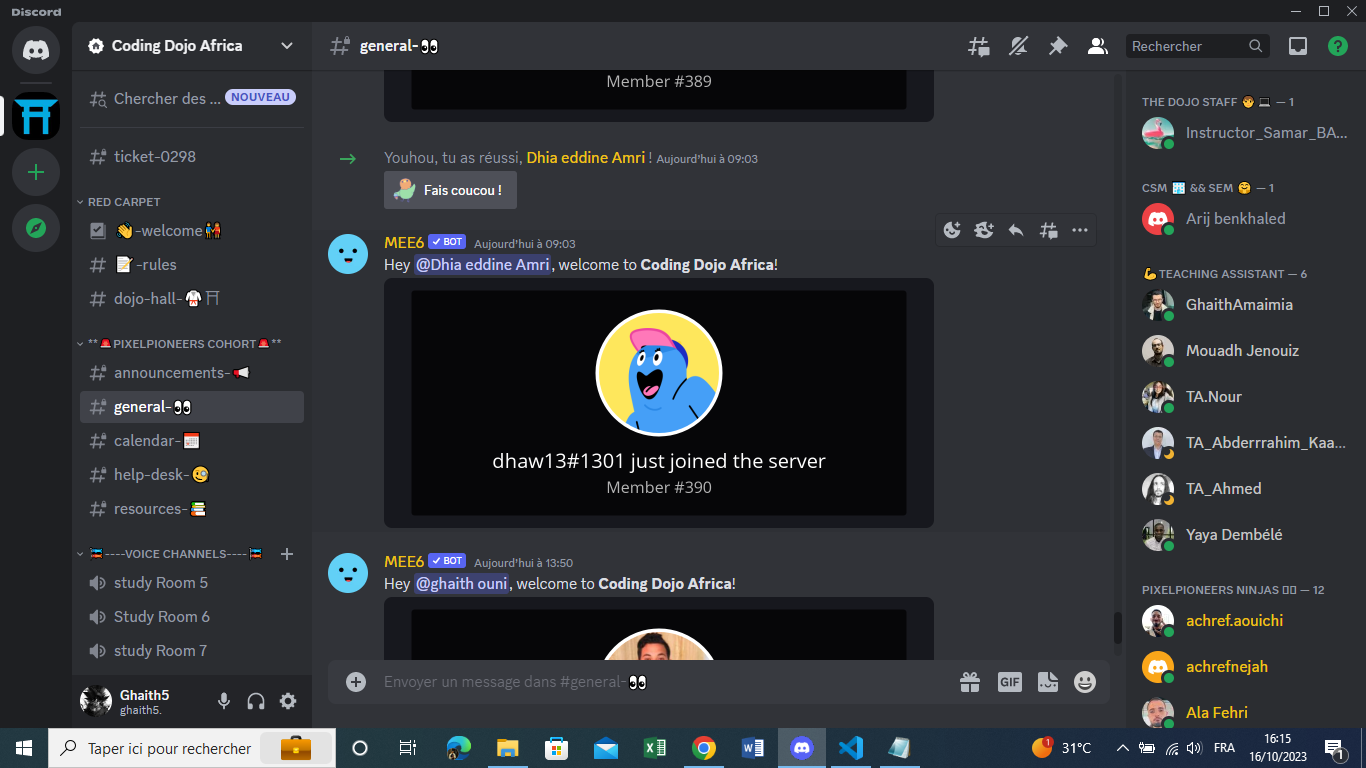 Discord
Coding Dojo Africa
Chercher des ...
NOUVEAU
ticket-0298
RED CARPET
👋-welcome👫
📝-rules
dojo-hall-🥋⛩
**🚨PIXELPIONEERS COHORT🚨**
announcements-📢
general-👀
calendar-📅
help-desk-🧐
resources-📚
----VOICE CHANNELS----
study Room 5
Study Room 6
study Room 7
Ghaith5
ghaith5.
general-👀
Rechercher
Member #389
Youhou, tu as réussi, Dhia eddine Amri ! Aujourd'hui à 09:03
Fais coucou !
MEE6 ✓ BOT Aujourd'hui à 09:03
Hey @Dhia eddine Amri, welcome to Coding Dojo Africa!
dhaw13#1301 just joined the server
Member #390
MEE6 ✓ BOT Aujourd'hui à 13:50
Hey @ghaith ouni, welcome to Coding Dojo Africa!
Envoyer un message dans #general-👀
GIF
THE DOJO STAFF 👨 💻 — 1
Instructor_Samar_BA...
CSM && SEM 🤗 — 1
Arij benkhaled
💪TEACHING ASSISTANT — 6
GhaithAmaimia
Mouadh Jenouiz
TA.Nour
TA_Abderrrahim_Kaa...
TA_Ahmed
Yaya Dembélé
PIXELPIONEERS NINJAS ▯▯ — 12
achref.aouichi
achrefnejah
Ala Fehri
Taper ici pour rechercher
1
31°C
FRA
16:15
16/10/2023
1